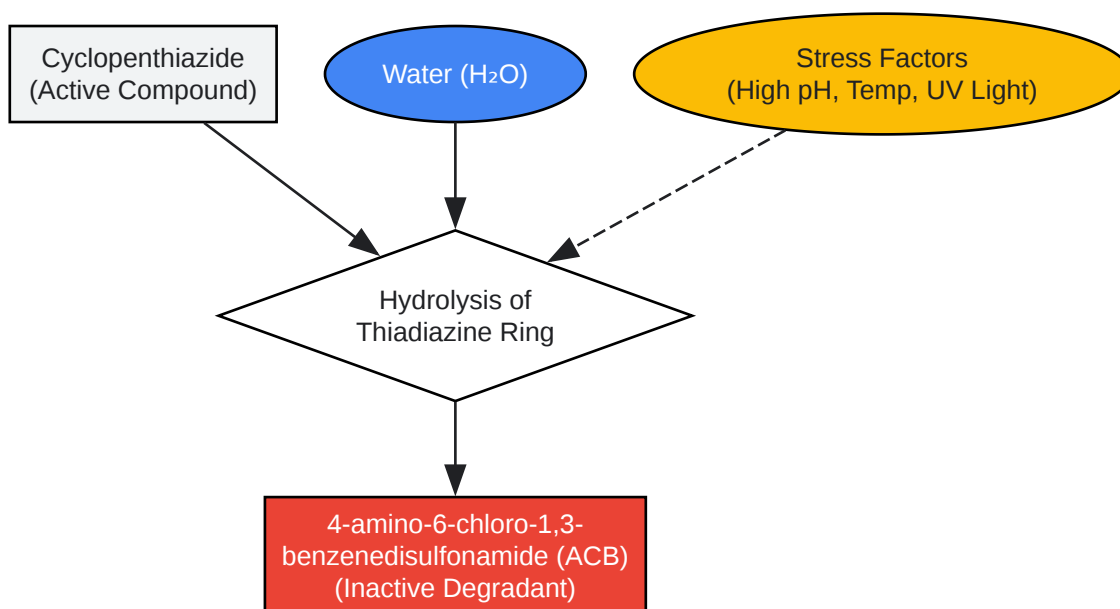 Cyclopenthiazide
(Active Compound)
Water (H₂O)
Stress Factors
(High pH, Temp, UV Light)
Hydrolysis of
Thiadiazine Ring
4-amino-6-chloro-1,3-
benzenedisulfonamide (ACB)
(Inactive Degradant)